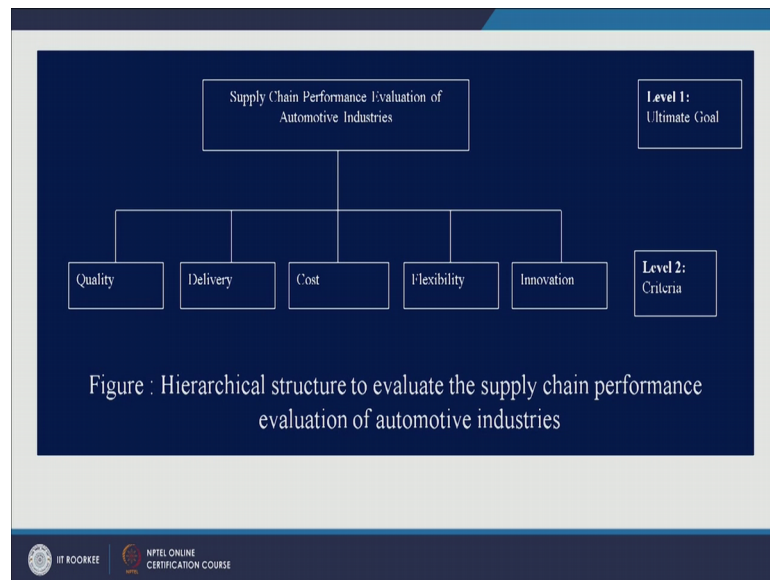 Supply Chain Performance Evaluation of
Automotive Industries
Level 1:
Ultimate Goal
Quality
Delivery
Cost
Flexibility
Innovation
Level 2:
Criteria
Figure : Hierarchical structure to evaluate the supply chain performance
evaluation of automotive industries
IIT ROORKEE
NPTEL ONLINE
CERTIFICATION COURSE